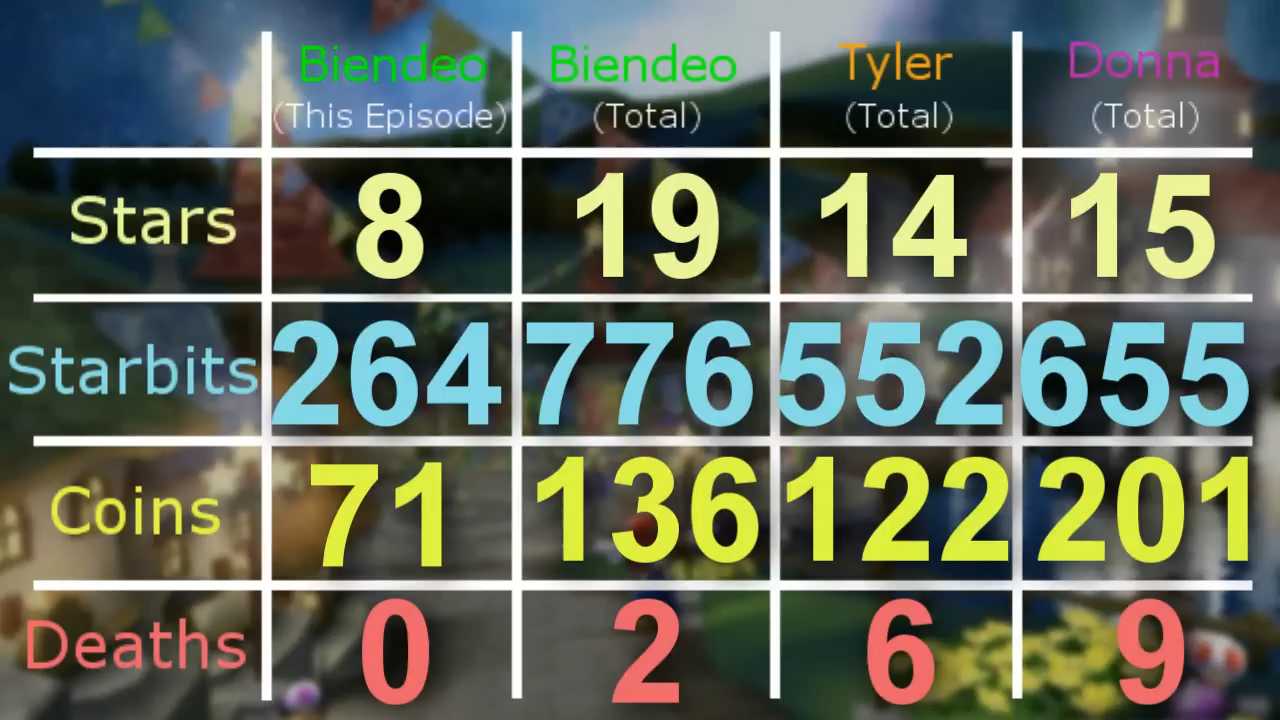 Biendeo Biendeo Tyler Donna
(This Episode) (Total) (Total) (Total)
Stars 8 19 14 15
Starbits 264 776 552 655
Coins 71 136 122 201
Deaths 0 2 6 9